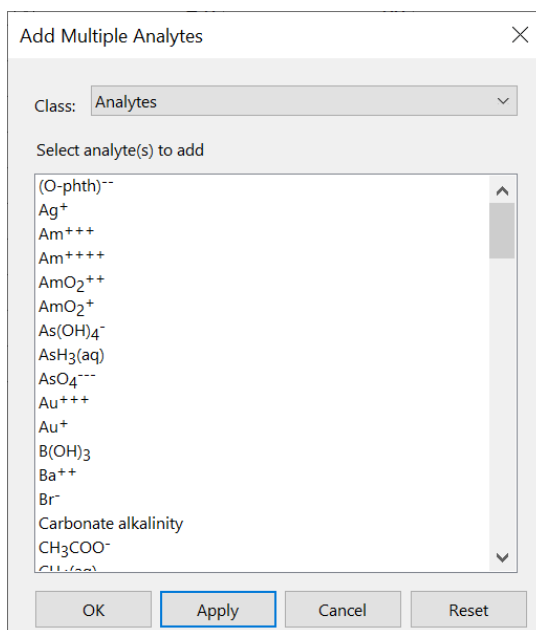 Add Multiple Analytes
Class: Analytes
Select analyte(s) to add
(O-phth)⁻⁻
Ag⁺
Am⁺⁺⁺
Am⁺⁺⁺⁺
AmO₂⁺⁺
AmO₂⁺
As(OH)₄⁻
AsH₃(aq)
AsO₄⁻⁻⁻
Au⁺⁺⁺
Au⁺
B(OH)₃
Ba⁺⁺
Br⁻
Carbonate alkalinity
CH₃COO⁻
OK Apply Cancel Reset